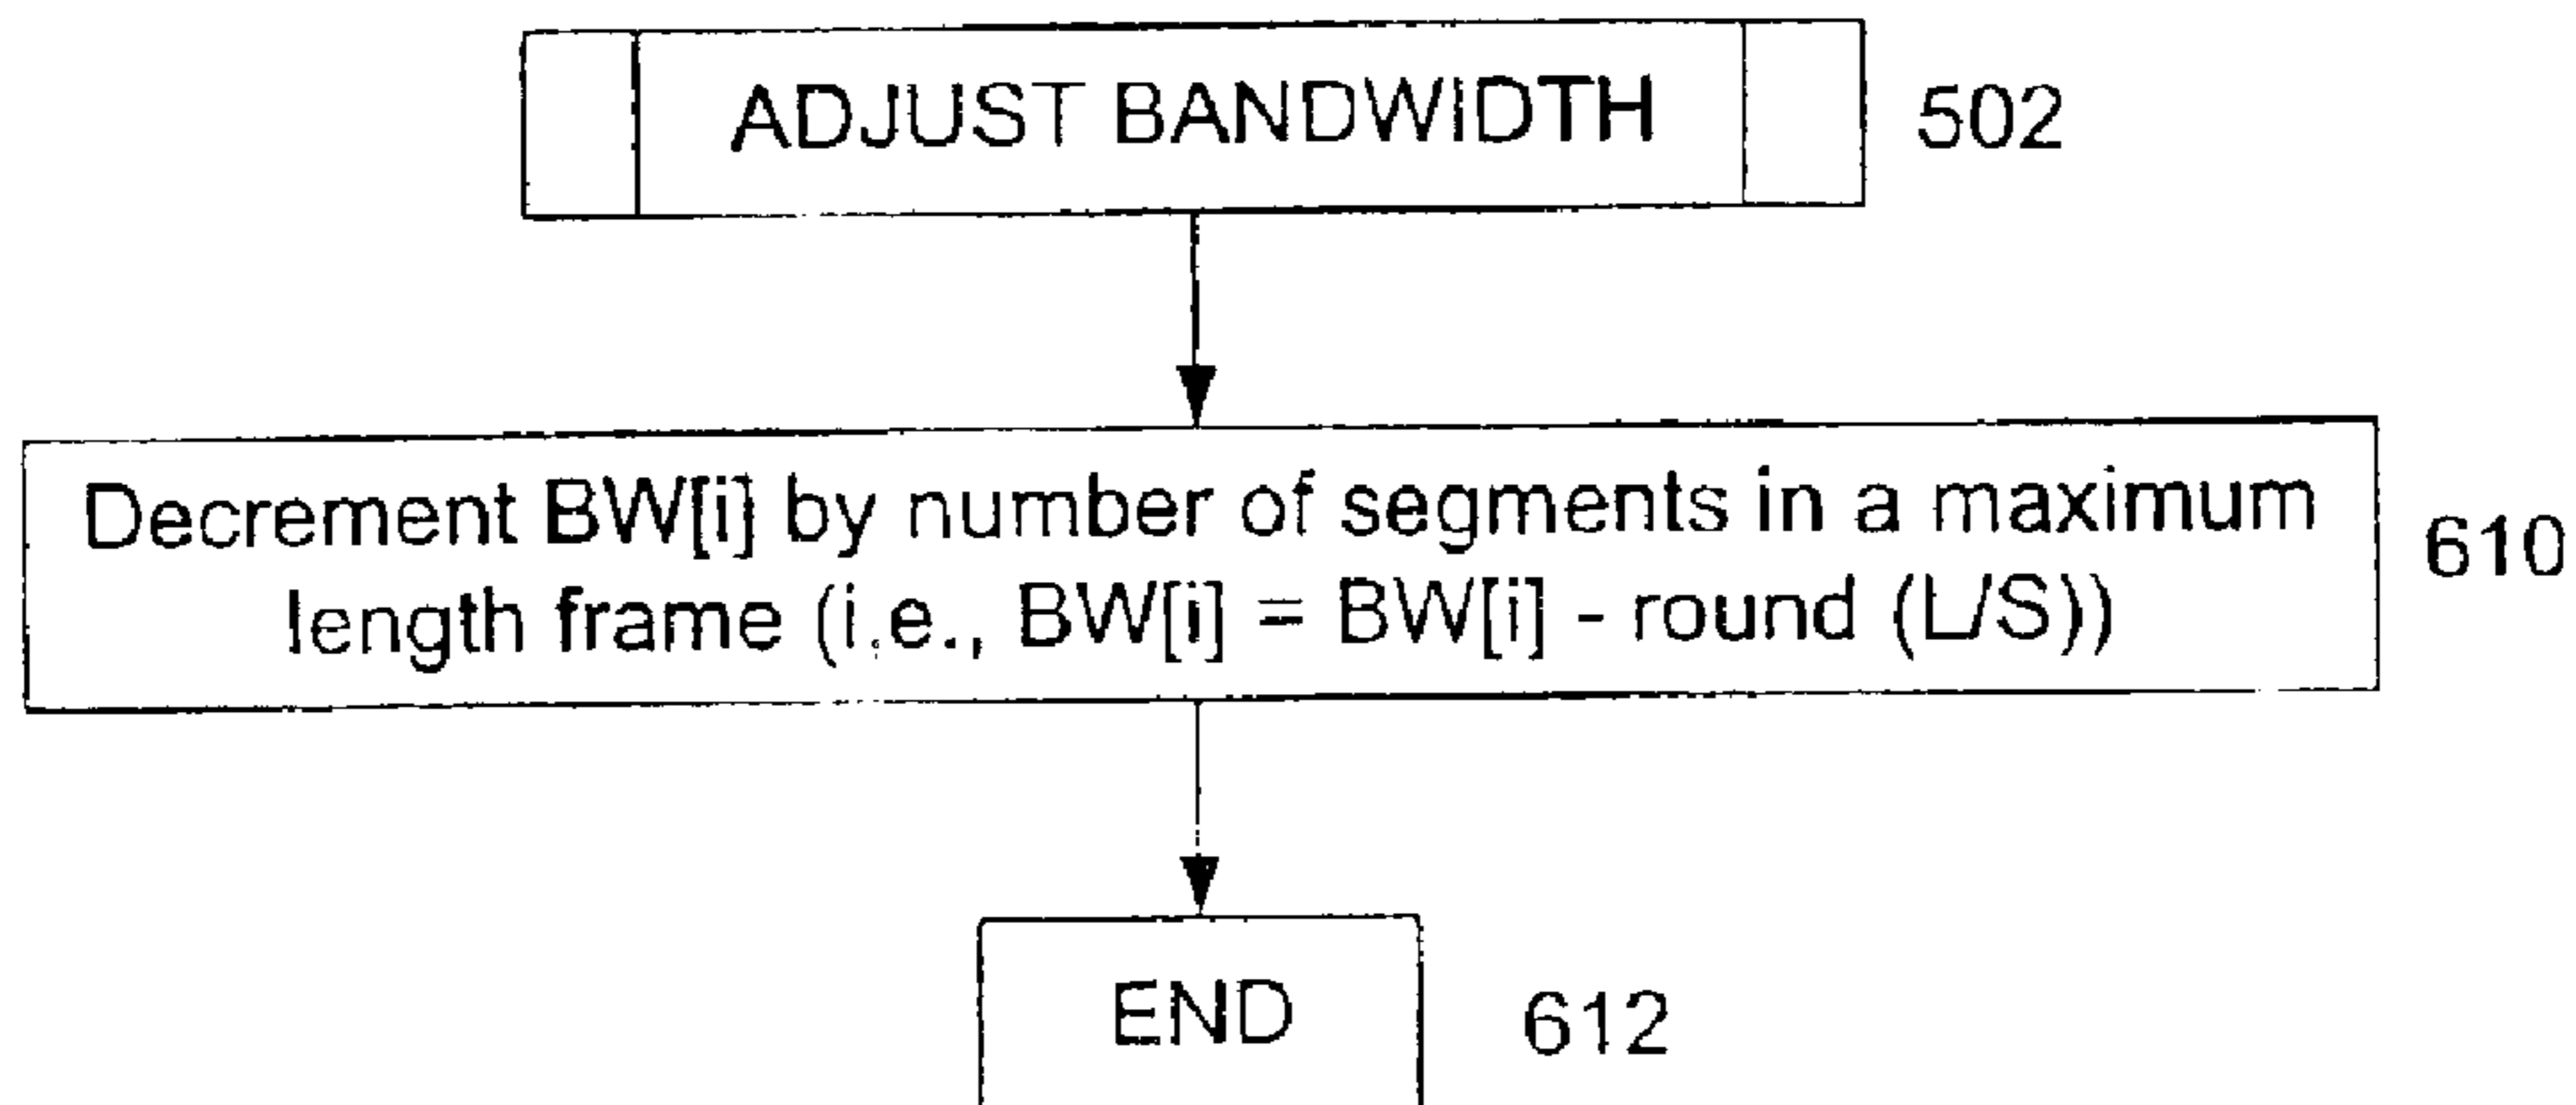 ADJUST BANDWIDTH 502
Decrement BW[i] by number of segments in a maximum
length frame (i.e., BW[i] = BW[i] - round (L/S))
610
END 612